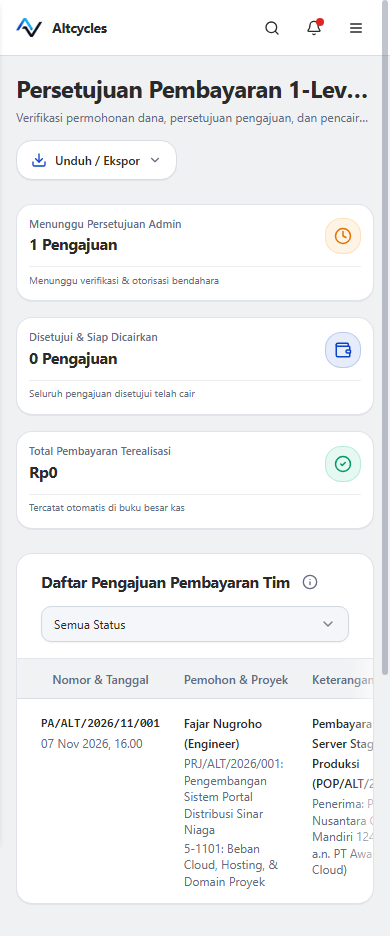 Altcycles
Persetujuan Pembayaran 1-Lev...
Verifikasi permohonan dana, persetujuan pengajuan, dan pencair...
Unduh / Ekspor
Menunggu Persetujuan Admin
1 Pengajuan
Menunggu verifikasi & otorisasi bendahara
Disetujui & Siap Dicairkan
0 Pengajuan
Seluruh pengajuan disetujui telah cair
Total Pembayaran Terealisasi
Rp0
Tercatat otomatis di buku besar kas
Daftar Pengajuan Pembayaran Tim
Semua Status
Nomor & Tanggal
Pemohon & Proyek
Keterangan
PA/ALT/2026/11/001
07 Nov 2026, 16.00
Fajar Nugroho
(Engineer)
PRJ/ALT/2026/001:
Pengembangan
Sistem Portal
Distribusi Sinar
Niaga
5-1101: Beban
Cloud, Hosting, &
Domain Proyek
Pembayara
Server Stag
Produksi
(POP/ALT/2
Penerima: P
Nusantara
Mandiri 124
a.n. PT Awa
Cloud)